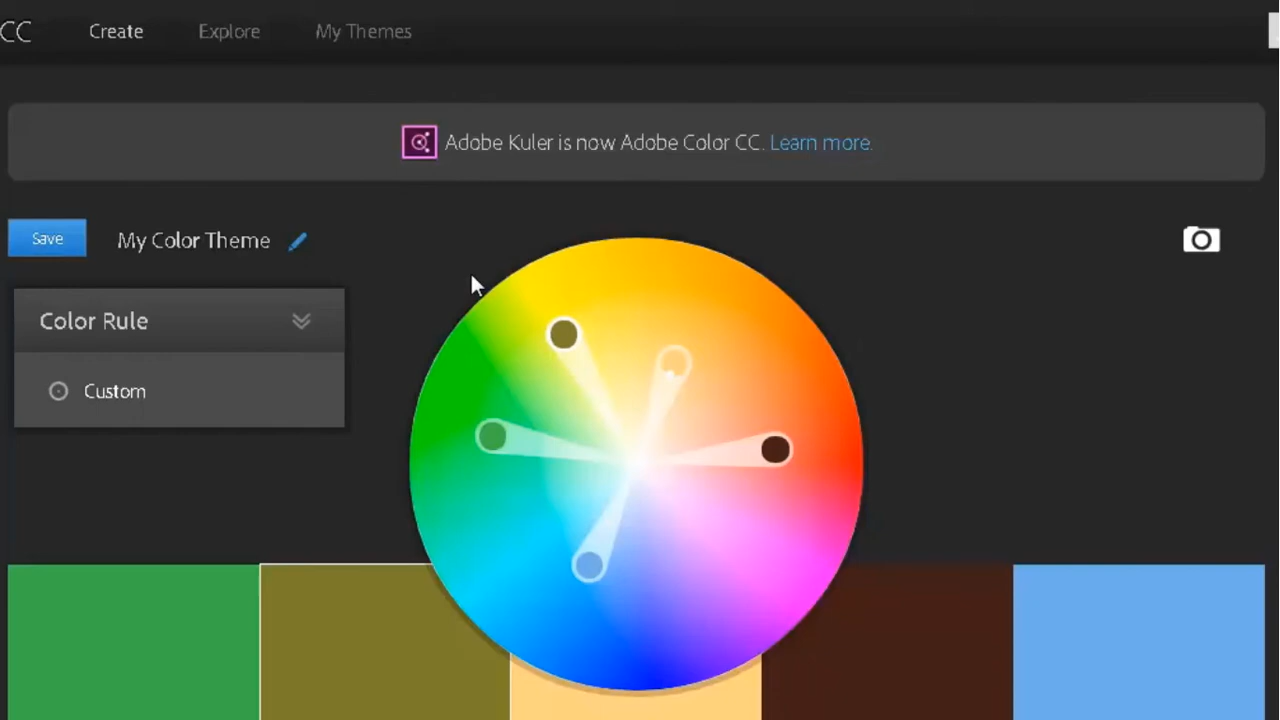 CC Create Explore My Themes
Adobe Kuler is now Adobe Color CC. Learn more.
Save My Color Theme
Color Rule
Custom